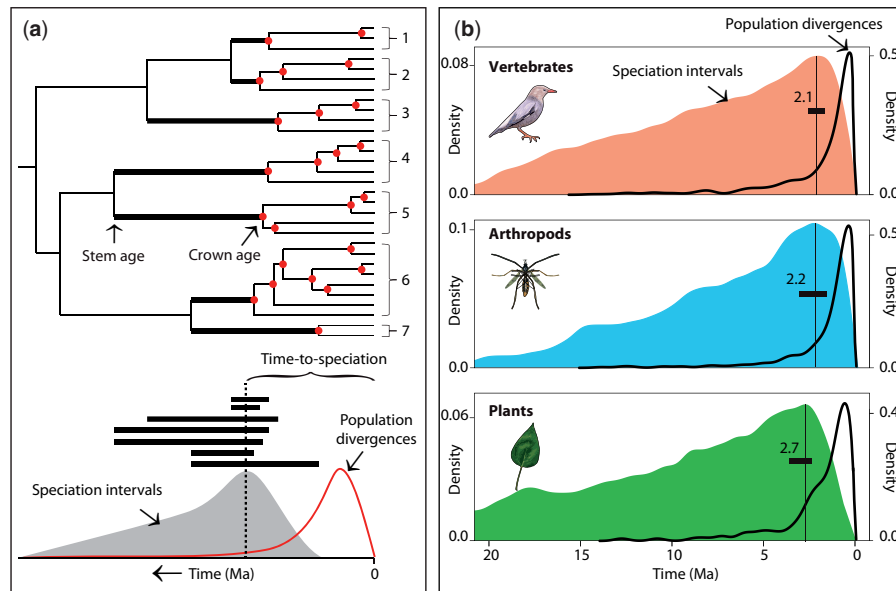 (a)
1
2
3
4
5
6
7
Stem age
Crown age
Time-to-speciation
Population
divergences
Speciation intervals
Time (Ma)
0
(b)
Population divergences
Vertebrates
Speciation intervals
2.1
0.08
0.0
Density
0.5
0.0
Density
Arthropods
2.2
0.1
0.0
Density
0.5
0.0
Density
Plants
2.7
0.06
0.0
Density
0.4
0.0
Density
20
15
10
5
0
Time (Ma)